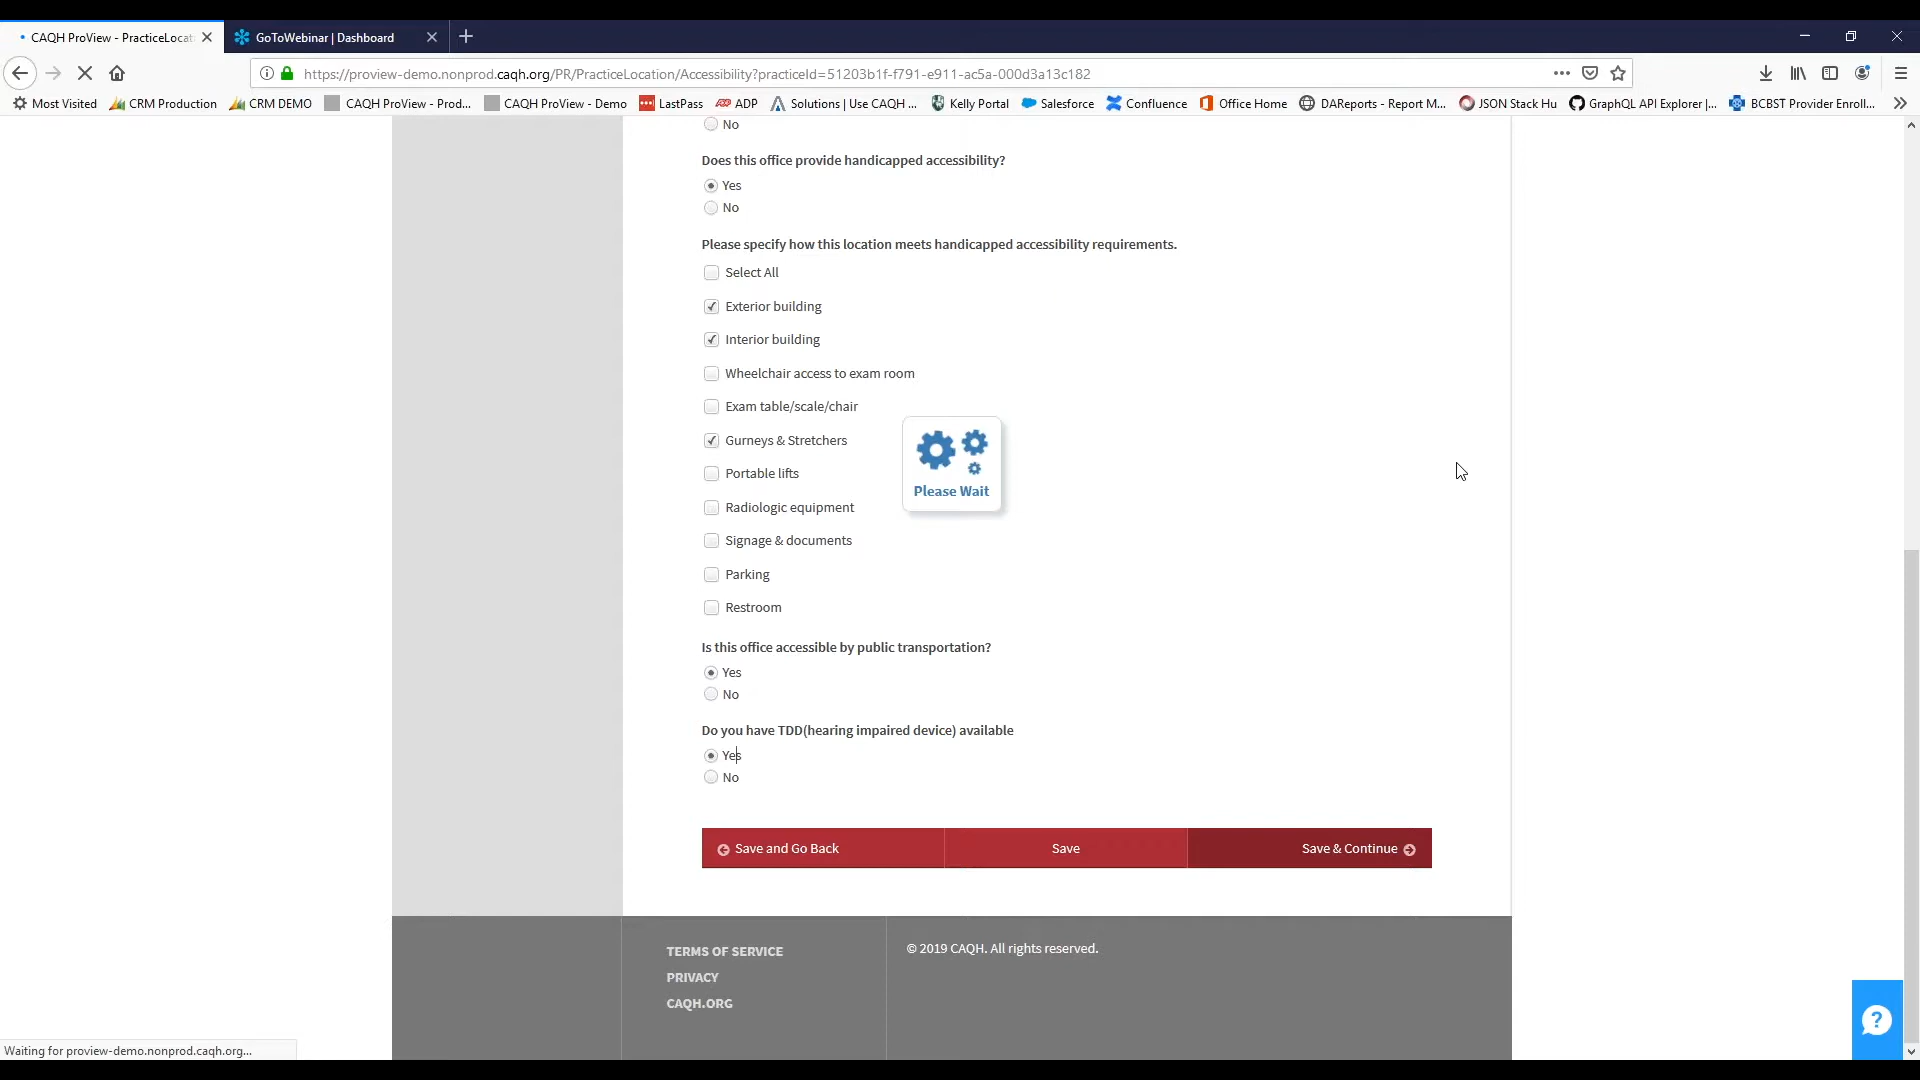 CAQH ProView - PracticeLocat
GoToWebinar | Dashboard
https://proview-demo.nonprod.caqh.org/PR/PracticeLocation/Accessibility?practiceId=51203b1f-f791-e911-ac5a-000d3a13c182
Most Visited CRM Production CRM DEMO CAQH ProView - Prod... CAQH ProView - Demo LastPass ADP Solutions | Use CAQH ... Kelly Portal Salesforce Confluence Office Home DAReports - Report M... JSON Stack Hu GraphQL API Explorer |... BCBST Provider Enroll...
No
Does this office provide handicapped accessibility?
Yes
No
Please specify how this location meets handicapped accessibility requirements.
Select All
Exterior building
Interior building
Wheelchair access to exam room
Exam table/scale/chair
Gurneys & Stretchers
Portable lifts
Please Wait
Radiologic equipment
Signage & documents
Parking
Restroom
Is this office accessible by public transportation?
Yes
No
Do you have TDD(hearing impaired device) available
Yes
No
Save and Go Back Save Save & Continue
TERMS OF SERVICE
PRIVACY
CAQH.ORG
© 2019 CAQH. All rights reserved.
?
Waiting for proview-demo.nonprod.caqh.org...